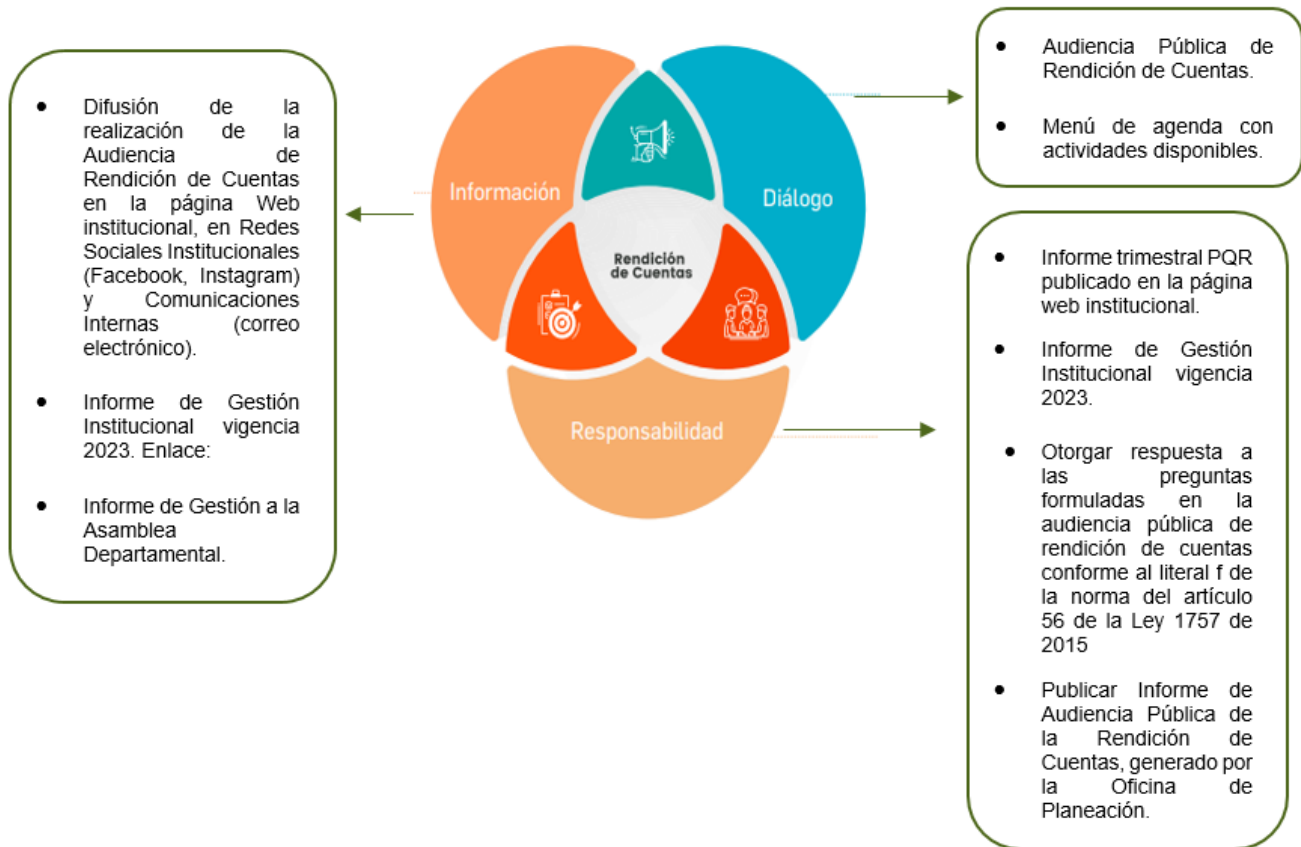 ● Difusión de la
realización de la
Audiencia de
Rendición de Cuentas
en la página Web
institucional, en Redes
Sociales Institucionales
(Facebook, Instagram)
y Comunicaciones
Internas (correo
electrónico).
● Informe de Gestión
Institucional vigencia
2023. Enlace:
● Informe de Gestión a la
Asamblea
Departamental.
Información
Diálogo
Rendición
de Cuentas
Responsabilidad
● Audiencia Pública de
Rendición de Cuentas.
● Menú de agenda con
actividades disponibles.
● Informe trimestral PQR
publicado en la página
web institucional.
● Informe de Gestión
Institucional vigencia
2023.
● Otorgar respuesta a
las preguntas
formuladas en la
audiencia pública de
rendición de cuentas
conforme al literal f de
la norma del artículo
56 de la Ley 1757 de
2015
● Publicar Informe de
Audiencia Pública de
la Rendición de
Cuentas, generado por
la Oficina de
Planeación.